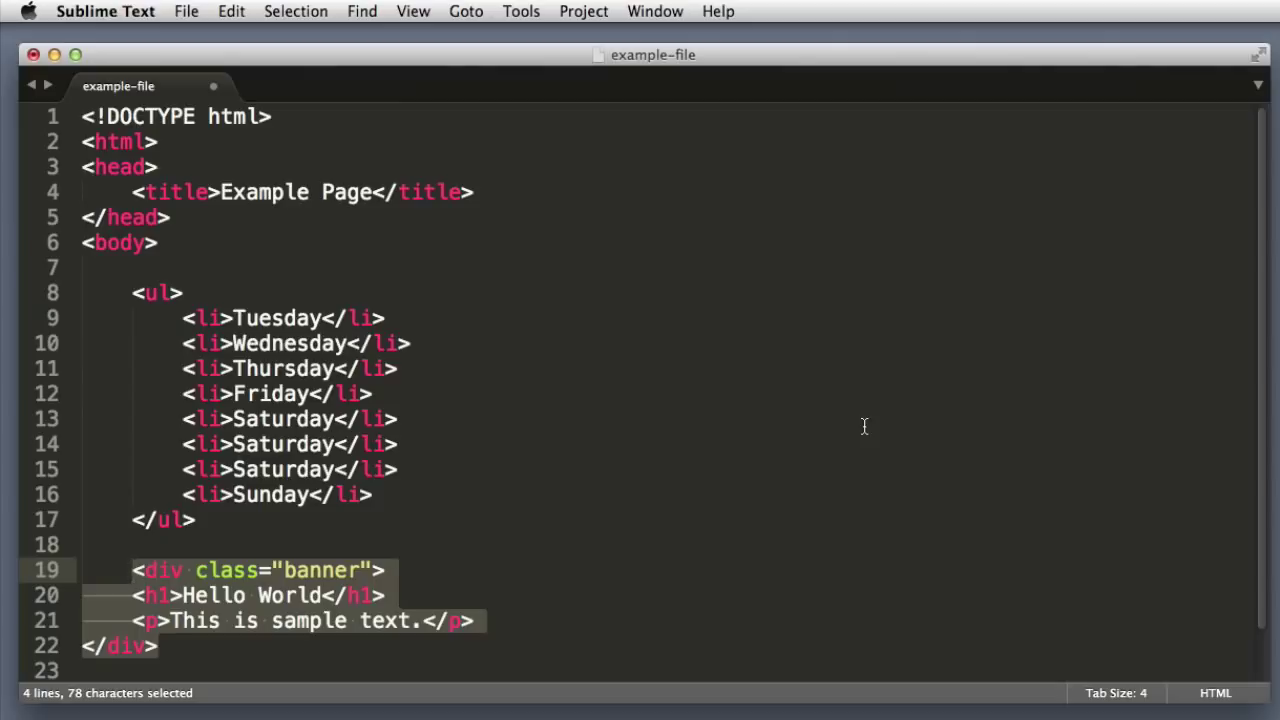 Sublime Text File Edit Selection Find View Goto Tools Project Window Help
example-file
example-file
1 <!DOCTYPE html>
2 <html>
3 <head>
4     <title>Example Page</title>
5 </head>
6 <body>
7
8     <ul>
9         <li>Tuesday</li>
10         <li>Wednesday</li>
11         <li>Thursday</li>
12         <li>Friday</li>
13         <li>Saturday</li>
14         <li>Saturday</li>
15         <li>Saturday</li>
16         <li>Sunday</li>
17     </ul>
18
19     <div class="banner">
20     <h1>Hello World</h1>
21     <p>This is sample text.</p>
22 </div>
23
4 lines, 78 characters selected Tab Size: 4 HTML